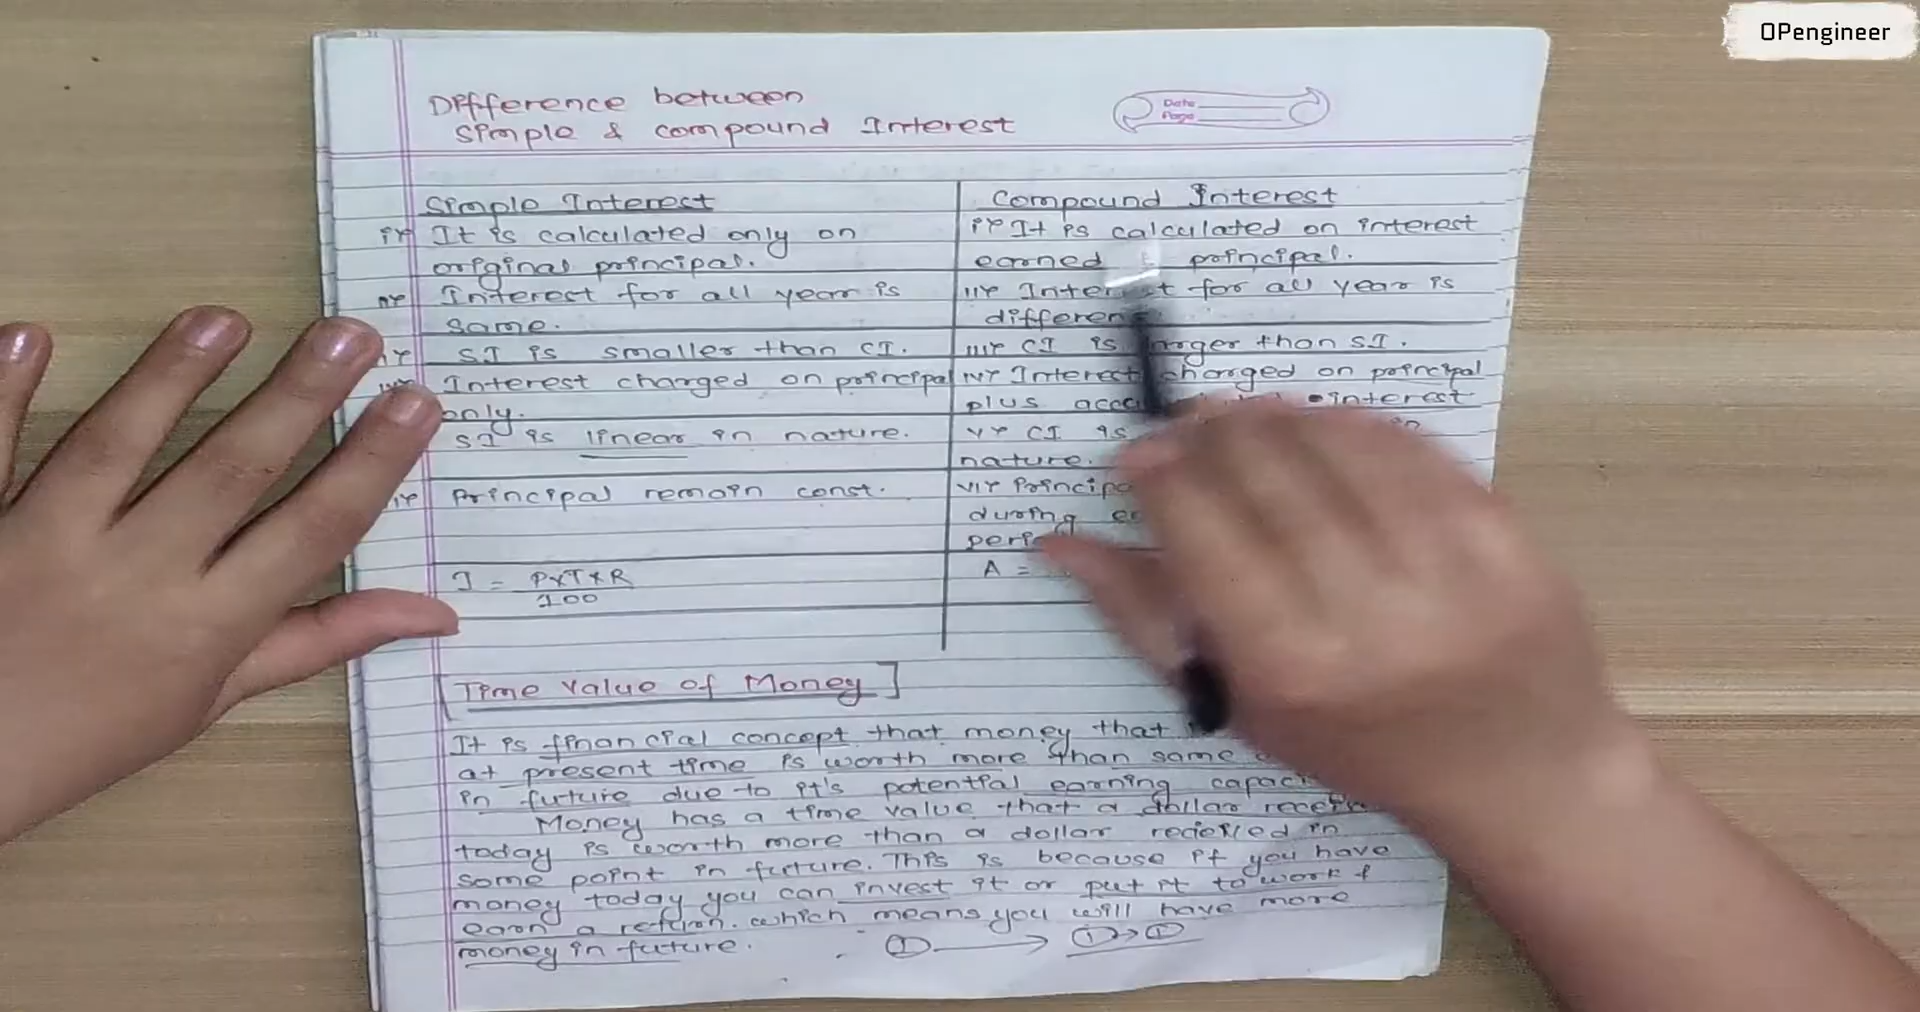 OPengineer
Difference between
simple & compound Interest
Date
Page
Simple Interest
i) It is calculated only on
original principal.
ii) Interest for all year is
same.
SI is smaller than CI.
Interest charged on principal
only.
SI is linear in nature.
Principal remain const.
I = P×T×R
100
Compound Interest
i) It is calculated on interest
earned principal.
ii) Interest for all year is
different.
iii) CI is larger than SI.
iv) Interest charged on principal
plus interest
v) CI is in
nature.
vi)
during
A =
Time value of Money
It is financial concept that money that
at present time is worth more than same
in future due to it's potential earning
Money has a time value that a dollar
today is worth more than a dollar recieved in
some point in future. This is because if you have
money today you can invest it or put it to work &
earn a return. which means you will have more
money in future.
1 → 1 > 1